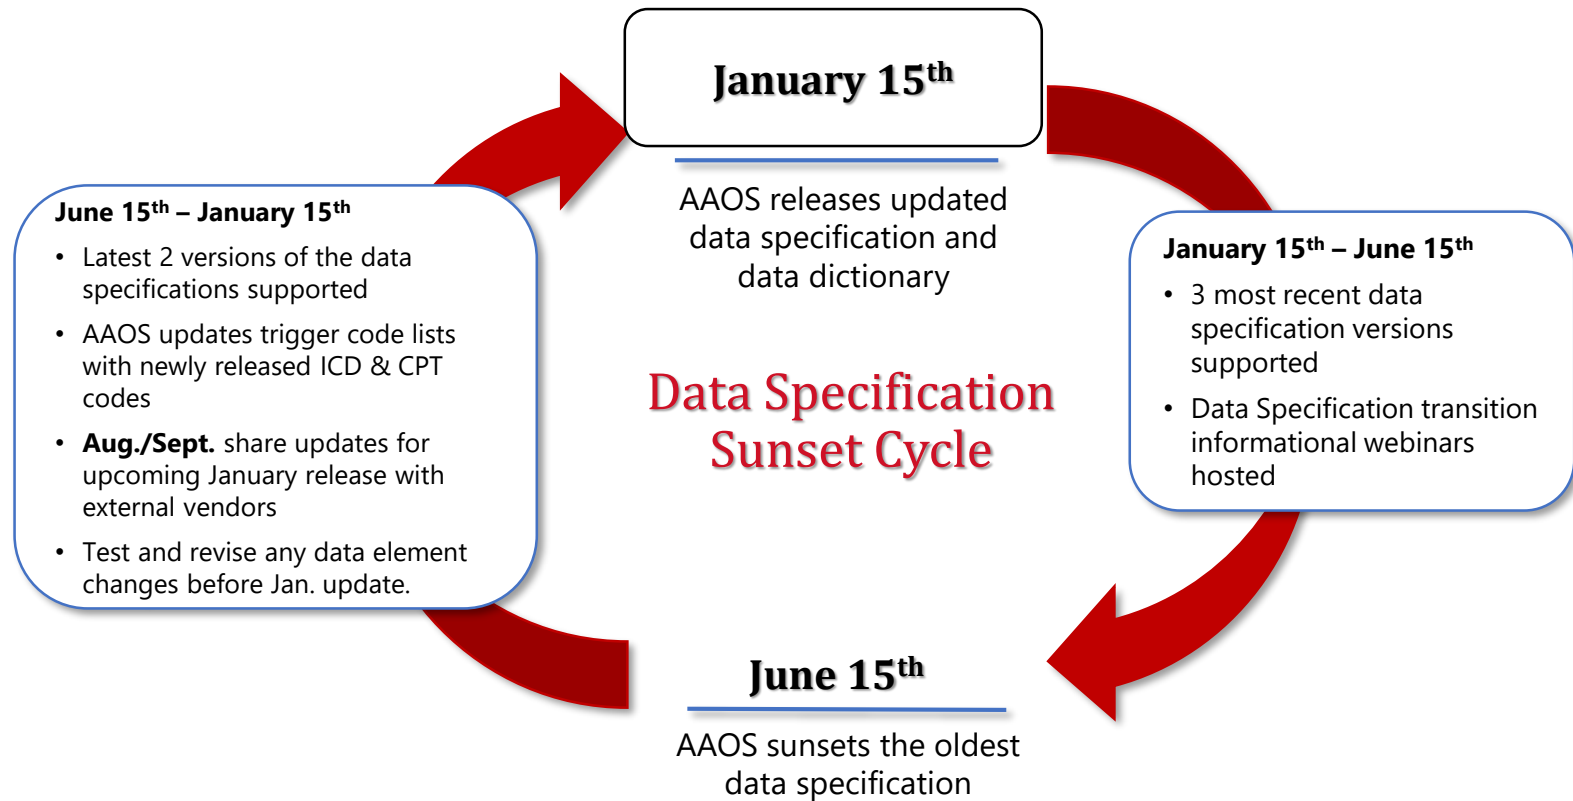 January 15th
AAOS releases updated
data specification and
data dictionary
January 15th – June 15th
• 3 most recent data
specification versions
supported
• Data Specification transition
informational webinars
hosted
June 15th
AAOS sunsets the oldest
data specification
June 15th – January 15th
• Latest 2 versions of the data
specifications supported
• AAOS updates trigger code lists
with newly released ICD & CPT
codes
• Aug./Sept. share updates for
upcoming January release with
external vendors
• Test and revise any data element
changes before Jan. update.
Data Specification
Sunset Cycle